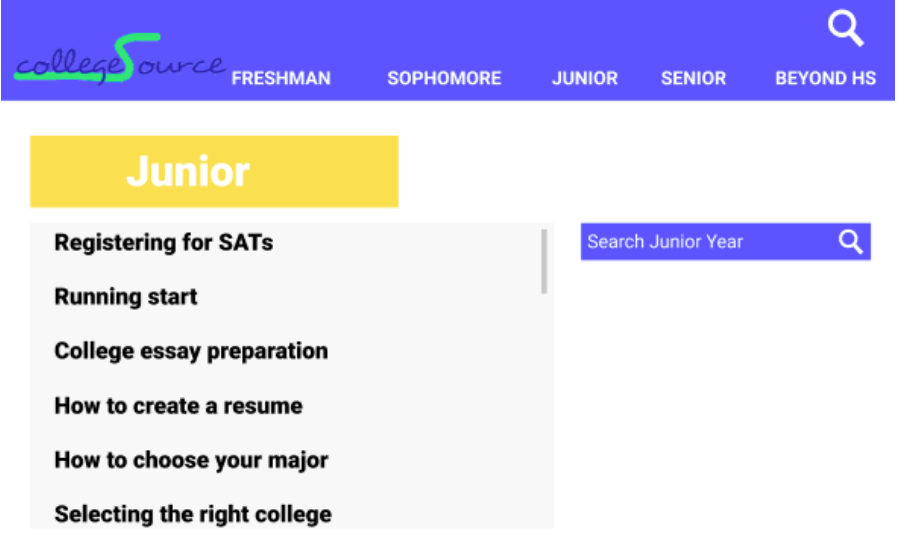 collegeSource
FRESHMAN SOPHOMORE JUNIOR SENIOR BEYOND HS
Junior
Registering for SATs
Search Junior Year
Running start
College essay preparation
How to create a resume
How to choose your major
Selecting the right college